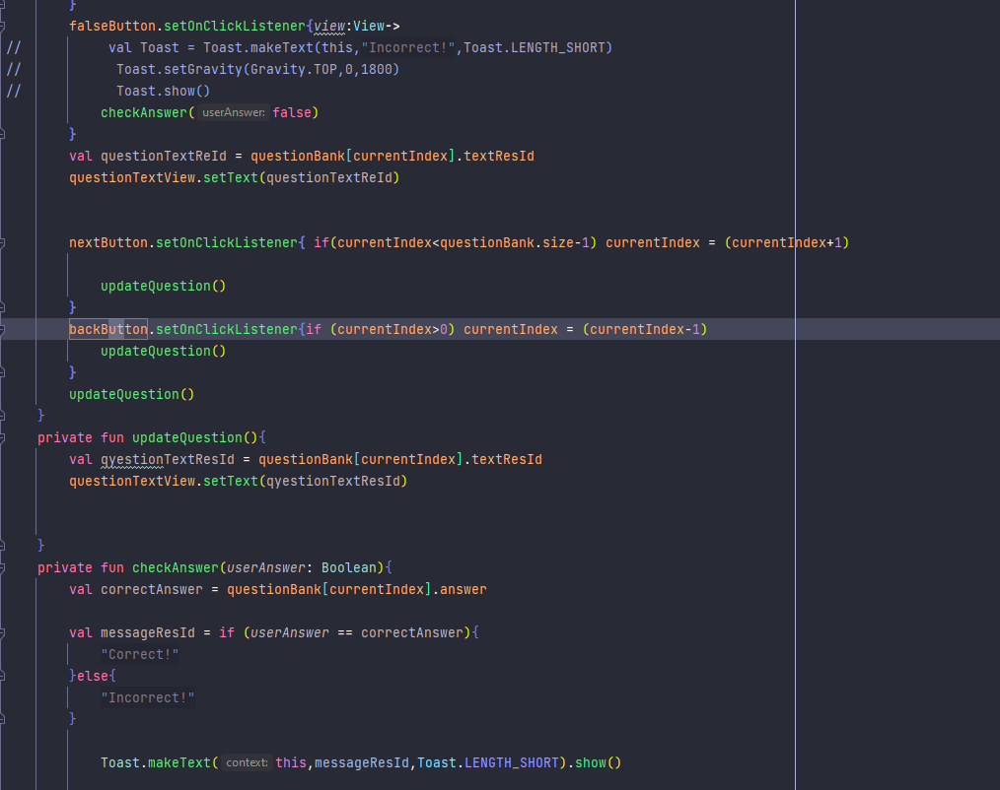 }
falseButton.setOnClickListener{view:View->
// val Toast = Toast.makeText(this,"Incorrect!",Toast.LENGTH_SHORT)
// Toast.setGravity(Gravity.TOP,0,1800)
// Toast.show()
checkAnswer( userAnswer: false)
}
val questionTextReId = questionBank[currentIndex].textResId
questionTextView.setText(questionTextReId)
nextButton.setOnClickListener{ if(currentIndex<questionBank.size-1) currentIndex = (currentIndex+1)
updateQuestion()
}
backButton.setOnClickListener{if (currentIndex>0) currentIndex = (currentIndex-1)
updateQuestion()
}
updateQuestion()
}
private fun updateQuestion(){
val qyestionTextResId = questionBank[currentIndex].textResId
questionTextView.setText(qyestionTextResId)
}
private fun checkAnswer(userAnswer: Boolean){
val correctAnswer = questionBank[currentIndex].answer
val messageResId = if (userAnswer == correctAnswer){
"Correct!"
}else{
"Incorrect!"
}
Toast.makeText( context: this,messageResId,Toast.LENGTH_SHORT).show()